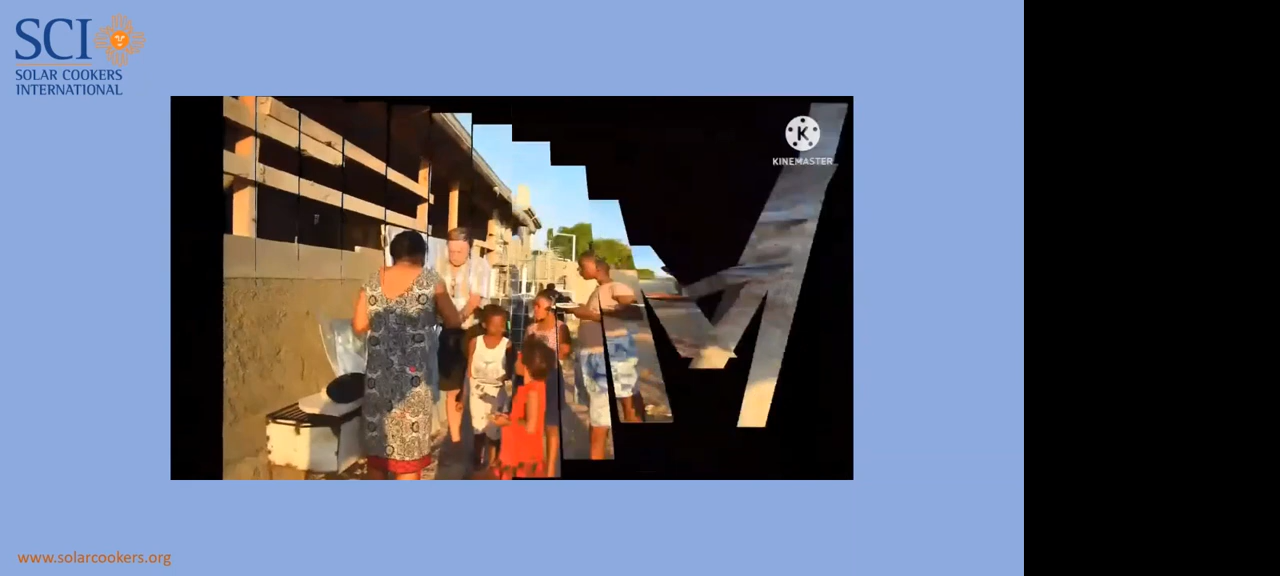 SCI
SOLAR COOKERS
INTERNATIONAL
K
KINEMASTER
www.solarcookers.org